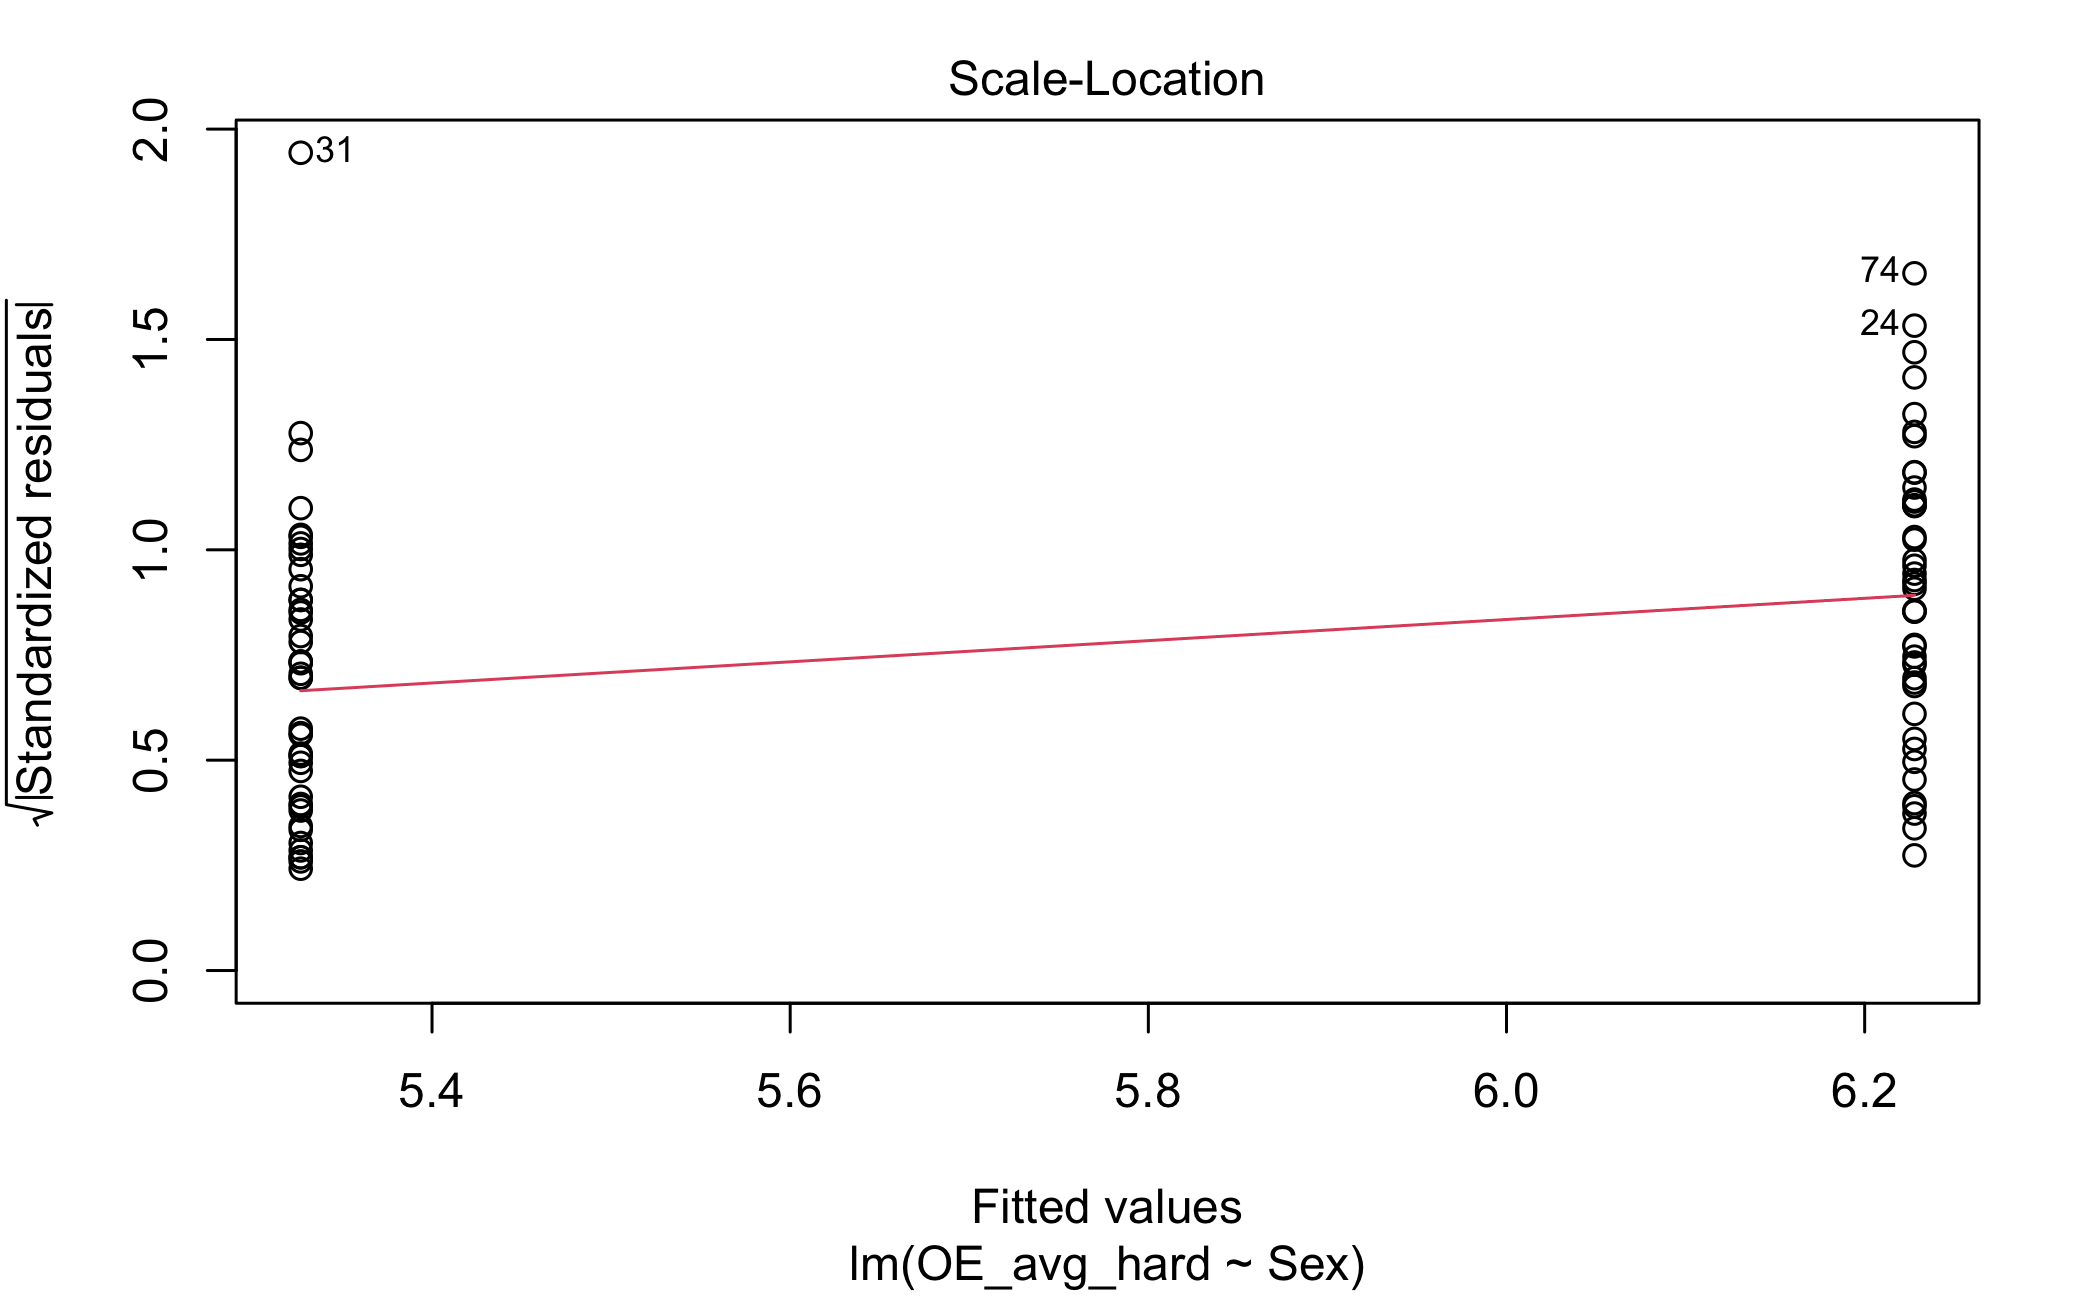 Scale-Location
√|Standardized residuals|
2.0
1.5
1.0
0.5
0.0
31
74
24
5.4 5.6 5.8 6.0 6.2
Fitted values
lm(OE_avg_hard ~ Sex)